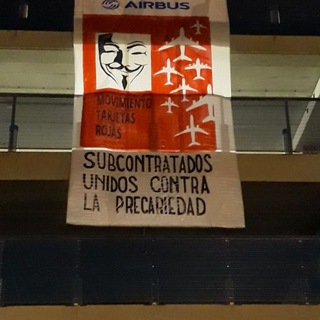 AIRBUS
MOVIMIENTO
TARJETAS
ROJAS
SUBCONTRATADOS
UNIDOS CONTRA
LA PRECARIEDAD